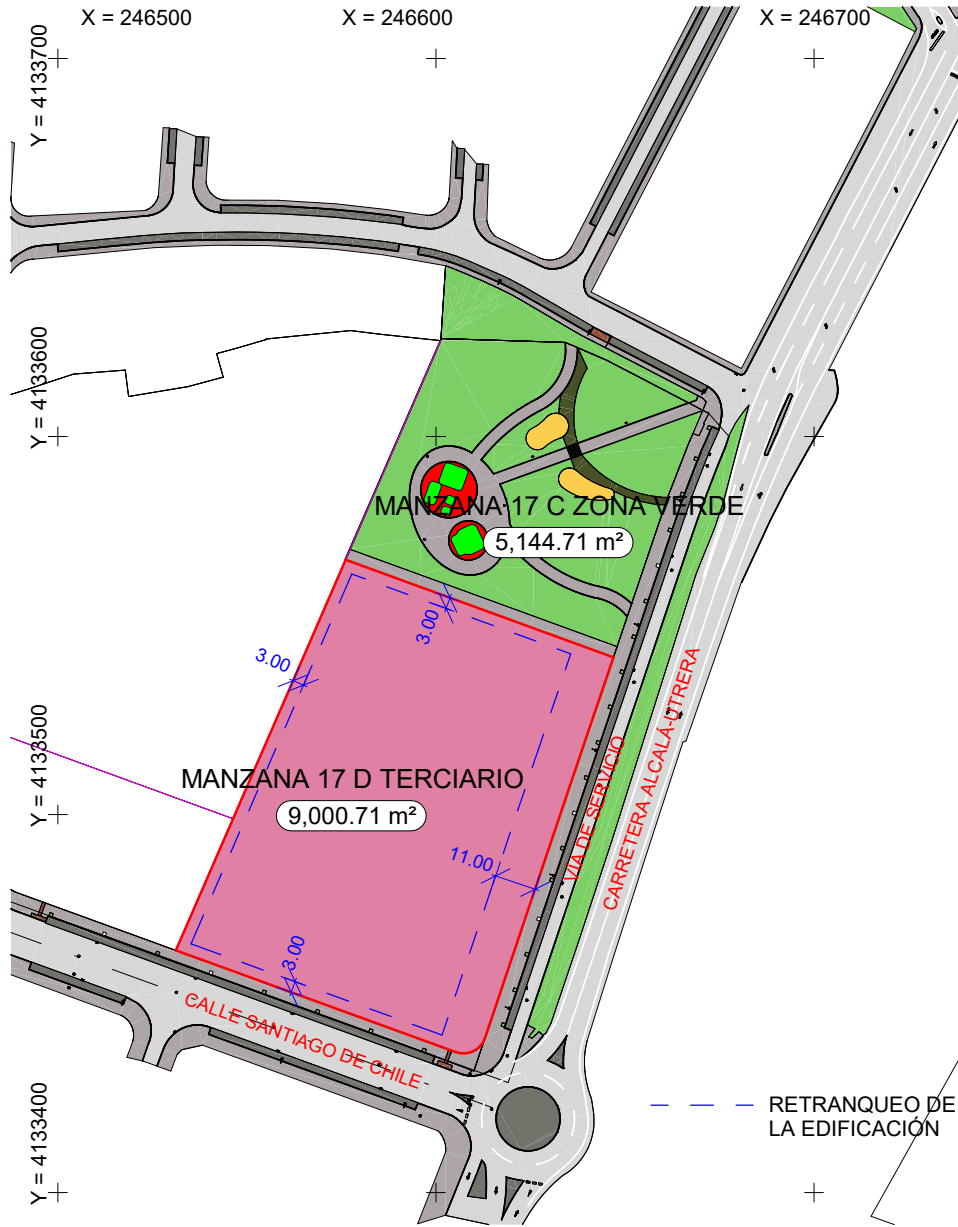 X = 246500
X = 246600
X = 246700
Y = 4133700
Y = 4133600
MANZANA 17 C ZONA VERDE
5,144.71 m²
3.00
3.00
Y = 4133500
MANZANA 17 D TERCIARIO
9,000.71 m²
11.00
VIA DE SERVICIO
CARRETERA ALCALÁ-UTRERA
3.00
CALLE SANTIAGO DE CHILE
Y = 4133400
RETRANQUEO DE
LA EDIFICACIÓN